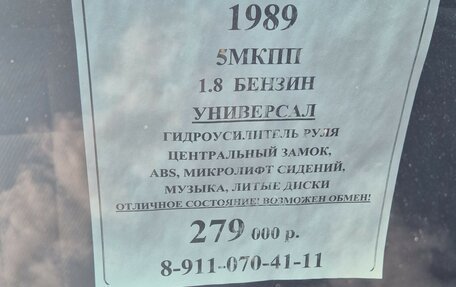 1989
5МКПП
1.8 БЕНЗИН
УНИВЕРСАЛ
ГИДРОУСИЛИТЕЛЬ РУЛЯ
ЦЕНТРАЛЬНЫЙ ЗАМОК,
ABS, МИКРОЛИФТ СИДЕНИЙ,
МУЗЫКА, ЛИТЫЕ ДИСКИ
ОТЛИЧНОЕ СОСТОЯНИЕ! ВОЗМОЖЕН ОБМЕН!
279 000 р.
8-911-070-41-11